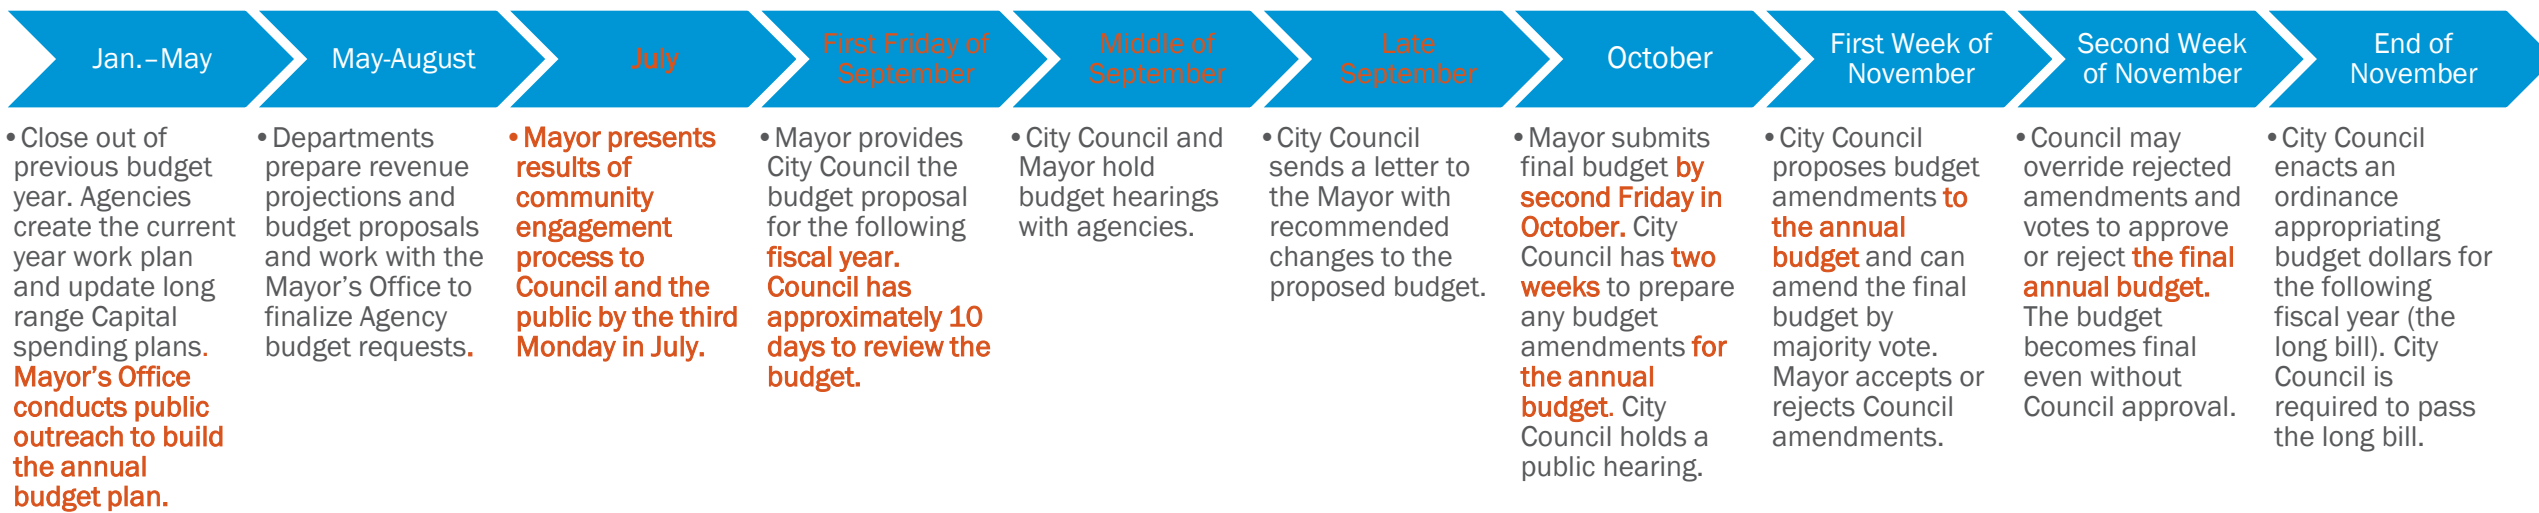 Jan.–May
•Close out of
previous budget
year. Agencies
create the current
year work plan
and update long
range Capital
spending plans.
Mayor's Office
conducts public
outreach to build
the annual
budget plan.
May-August
•Departments
prepare revenue
projections and
budget proposals
and work with the
Mayor's Office to
finalize Agency
budget requests.
July
•Mayor presents
results of
community
engagement
process to
Council and the
public by the third
Monday in July.
First Friday of
September
•Mayor provides
City Council the
budget proposal
for the following
fiscal year.
Council has
approximately 10
days to review the
budget.
Middle of
September
•City Council and
Mayor hold
budget hearings
with agencies.
Late
September
•City Council
sends a letter to
the Mayor with
recommended
changes to the
proposed budget.
October
•Mayor submits
final budget by
second Friday in
October. City
Council has two
weeks to prepare
any budget
amendments for
the annual
budget. City
Council holds a
public hearing.
First Week of
November
•City Council
proposes budget
amendments to
the annual
budget and can
amend the final
budget by
majority vote.
Mayor accepts or
rejects Council
amendments.
Second Week
of November
•Council may
override rejected
amendments and
votes to approve
or reject the final
annual budget.
The budget
becomes final
even without
Council approval.
End of
November
•City Council
enacts an
ordinance
appropriating
budget dollars for
the following
fiscal year (the
long bill). City
Council is
required to pass
the long bill.